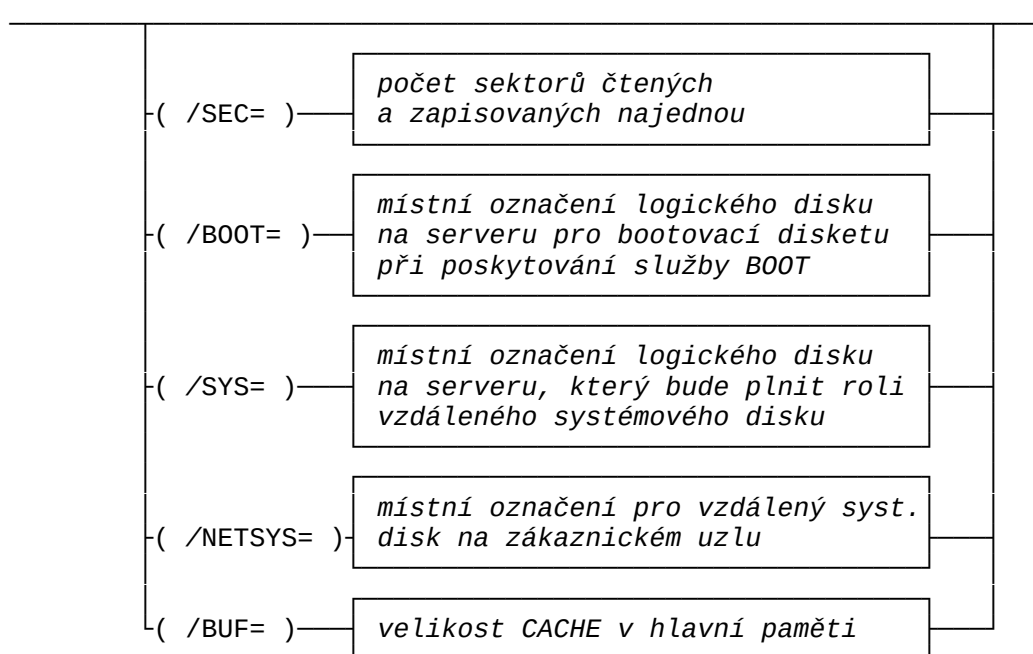 počet sektorů čtených
( /SEC= ) a zapisovaných najednou
místní označení logického disku
( /BOOT= ) na serveru pro bootovací disketu
při poskytování služby BOOT
místní označení logického disku
( /SYS= ) na serveru, který bude plnit roli
vzdáleného systémového disku
místní označení pro vzdálený syst.
( /NETSYS= ) disk na zákaznickém uzlu
( /BUF= ) velikost CACHE v hlavní paměti